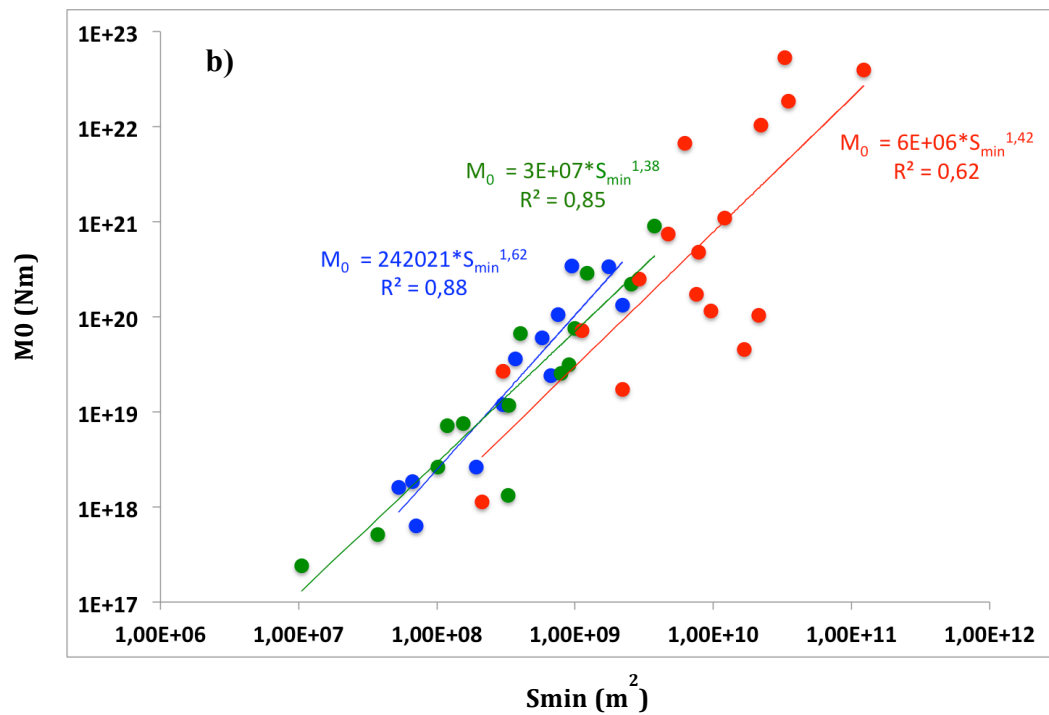 b)
1E+23
1E+22
1E+21
1E+20
1E+19
1E+18
1E+17
M0 (Nm)
M₀ = 6E+06*Sₘᵢₙ¹,⁴²
R² = 0,62
M₀ = 3E+07*Sₘᵢₙ¹,³⁸
R² = 0,85
M₀ = 242021*Sₘᵢₙ¹,⁶²
R² = 0,88
1,00E+06 1,00E+07 1,00E+08 1,00E+09 1,00E+10 1,00E+11 1,00E+12
Smin (m²)